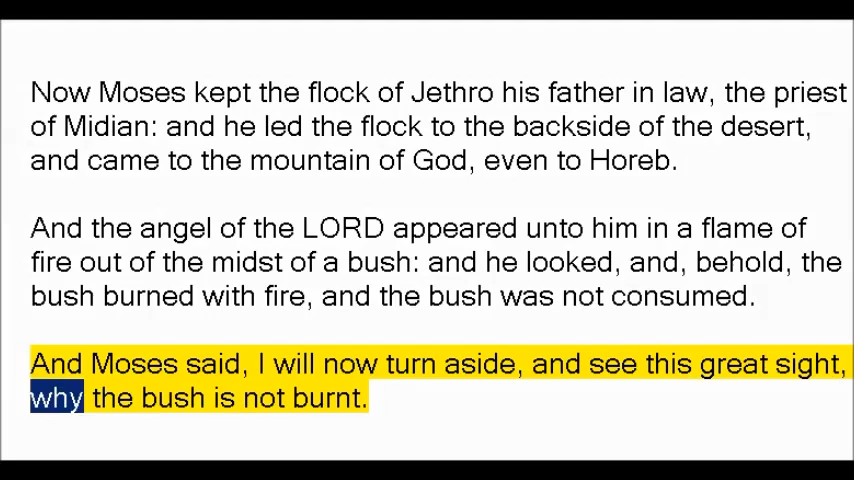 Now Moses kept the flock of Jethro his father in law, the priest
of Midian: and he led the flock to the backside of the desert,
and came to the mountain of God, even to Horeb.
And the angel of the LORD appeared unto him in a flame of
fire out of the midst of a bush: and he looked, and, behold, the
bush burned with fire, and the bush was not consumed.
And Moses said, I will now turn aside, and see this great sight,
why the bush is not burnt.